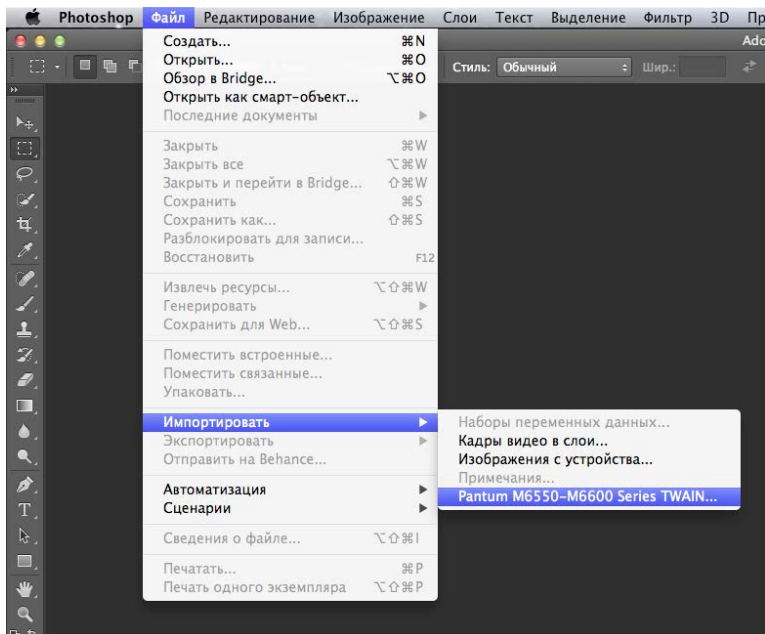 Photoshop Файл Редактирование Изображение Слои Текст Выделение Фильтр 3D Пр
Ado
Стиль: Обычный Шир.:
Создать... ⌘N
Открыть... ⌘O
Обзор в Bridge... ⌥⌘O
Открыть как смарт-объект...
Последние документы
Закрыть ⌘W
Закрыть все ⌥⌘W
Закрыть и перейти в Bridge... ⇧⌘W
Сохранить ⌘S
Сохранить как... ⇧⌘S
Разблокировать для записи...
Восстановить F12
Извлечь ресурсы... ⌥⇧⌘W
Генерировать
Сохранить для Web... ⌥⇧⌘S
Поместить встроенные...
Поместить связанные...
Упаковать...
Импортировать
Экспортировать
Отправить на Behance...
Автоматизация
Сценарии
Сведения о файле... ⌥⇧⌘I
Печатать... ⌘P
Печать одного экземпляра ⌥⇧⌘P
Наборы переменных данных...
Кадры видео в слои...
Изображения с устройства...
Примечания...
Pantum M6550-M6600 Series TWAIN...